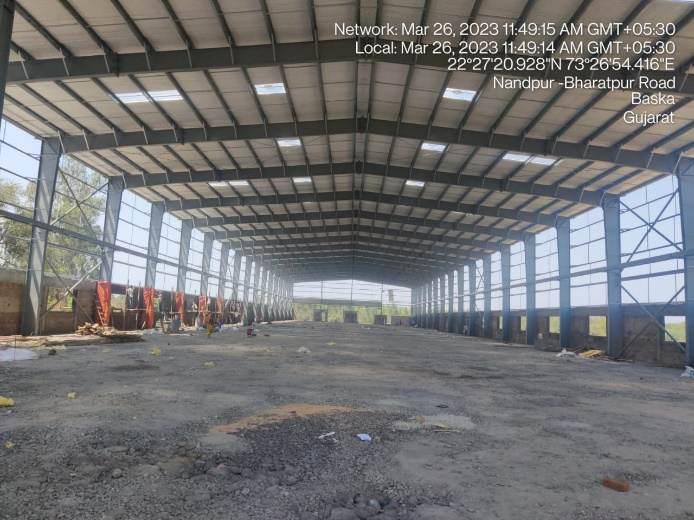 Network: Mar 26, 2023 11:49:15 AM GMT+05:30
Local: Mar 26, 2023 11:49:14 AM GMT+05:30
22°27'20.928"N 73°26'54.416"E
Nandpur -Bharatpur Road
Baska
Gujarat